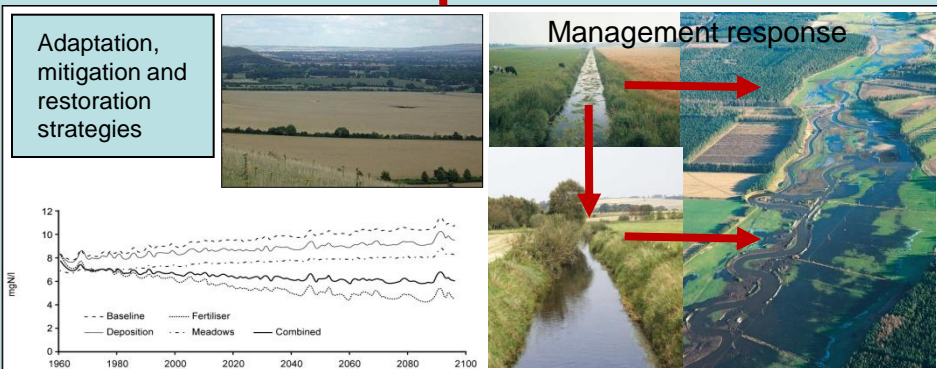 Adaptation,
mitigation and
restoration
strategies
Management response
12
10
8
6
4
2
0
mgN/l
Baseline
Fertiliser
Deposition
Meadows
Combined
1960
1980
2000
2020
2040
2060
2080
2100